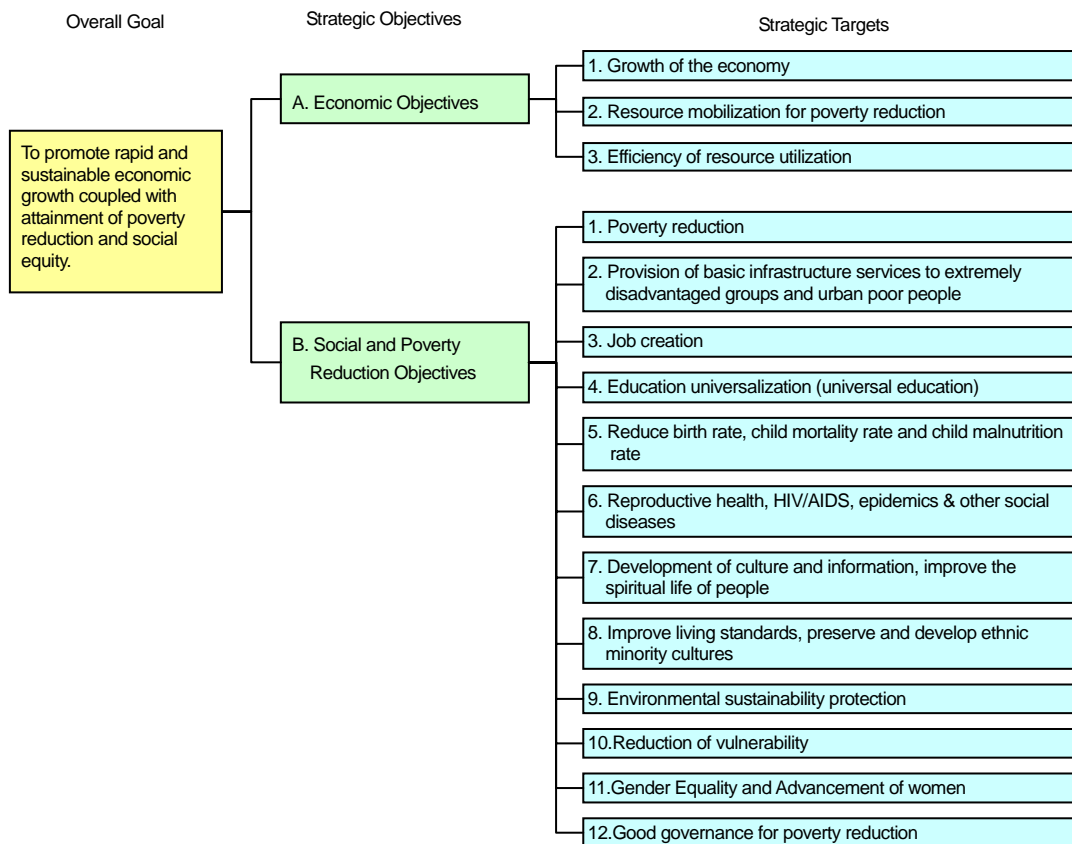 Overall Goal
Strategic Objectives
Strategic Targets
To promote rapid and
sustainable economic
growth coupled with
attainment of poverty
reduction and social
equity.
A. Economic Objectives
1. Growth of the economy
2. Resource mobilization for poverty reduction
3. Efficiency of resource utilization
B. Social and Poverty
Reduction Objectives
1. Poverty reduction
2. Provision of basic infrastructure services to extremely
disadvantaged groups and urban poor people
3. Job creation
4. Education universalization (universal education)
5. Reduce birth rate, child mortality rate and child malnutrition
rate
6. Reproductive health, HIV/AIDS, epidemics & other social
diseases
7. Development of culture and information, improve the
spiritual life of people
8. Improve living standards, preserve and develop ethnic
minority cultures
9. Environmental sustainability protection
10.Reduction of vulnerability
11.Gender Equality and Advancement of women
12.Good governance for poverty reduction